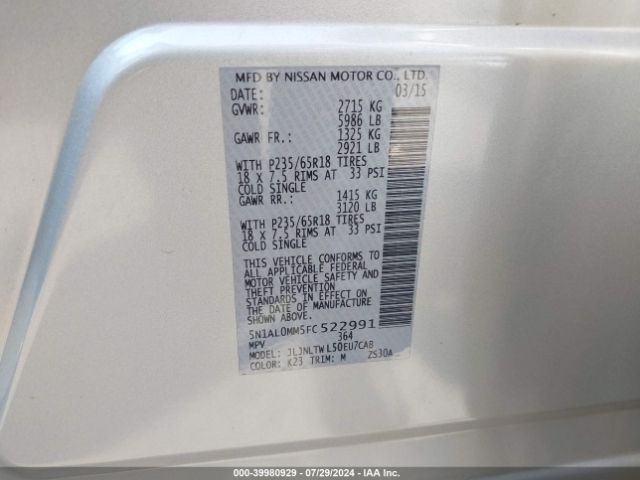 MFD BY NISSAN MOTOR CO., LTD.
DATE: 03/15
GVWR: 2715 KG
5986 LB
GAWR FR.: 1325 KG
2921 LB
WITH P235/65R18 TIRES
18 X 7.5 RIMS AT 33 PSI
COLD SINGLE
GAWR RR.: 1415 KG
3120 LB
WITH P235/65R18 TIRES
18 X 7.5 RIMS AT 33 PSI
COLD SINGLE
THIS VEHICLE CONFORMS TO
ALL APPLICABLE FEDERAL
MOTOR VEHICLE SAFETY AND
THEFT PREVENTION
STANDARDS IN EFFECT ON
THE DATE OF MANUFACTURE
SHOWN ABOVE.
5N1AL0MM5FC522991
MPV 364
MODEL: JLJNLTWL50EU7CAB
COLOR: K23 TRIM: M ZS30A
000-39980929 / 07/29/2024 - IAA Inc.